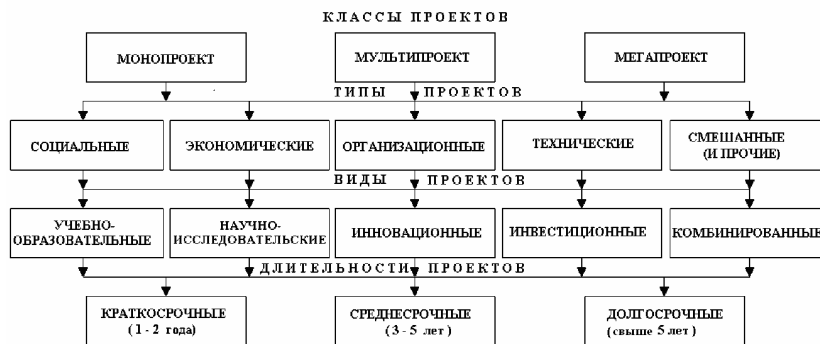 КЛАССЫ ПРОЕКТОВ
МОНОПРОЕКТ
МУЛЬТИПРОЕКТ
МЕГАПРОЕКТ
ТИПЫ ПРОЕКТОВ
СОЦИАЛЬНЫЕ
ЭКОНОМИЧЕСКИЕ
ОРГАНИЗАЦИОННЫЕ
ТЕХНИЧЕСКИЕ
СМЕШАННЫЕ
(И ПРОЧИЕ)
ВИДЫ ПРОЕКТОВ
УЧЕБНО-
ОБРАЗОВАТЕЛЬНЫЕ
НАУЧНО-
ИССЛЕДОВАТЕЛЬСКИЕ
ИННОВАЦИОННЫЕ
ИНВЕСТИЦИОННЫЕ
КОМБИНИРОВАННЫЕ
ДЛИТЕЛЬНОСТИ ПРОЕКТОВ
КРАТКОСРОЧНЫЕ
(1 - 2 года)
СРЕДНЕСРОЧНЫЕ
(3 - 5 лет)
ДОЛГОСРОЧНЫЕ
(свыше 5 лет)